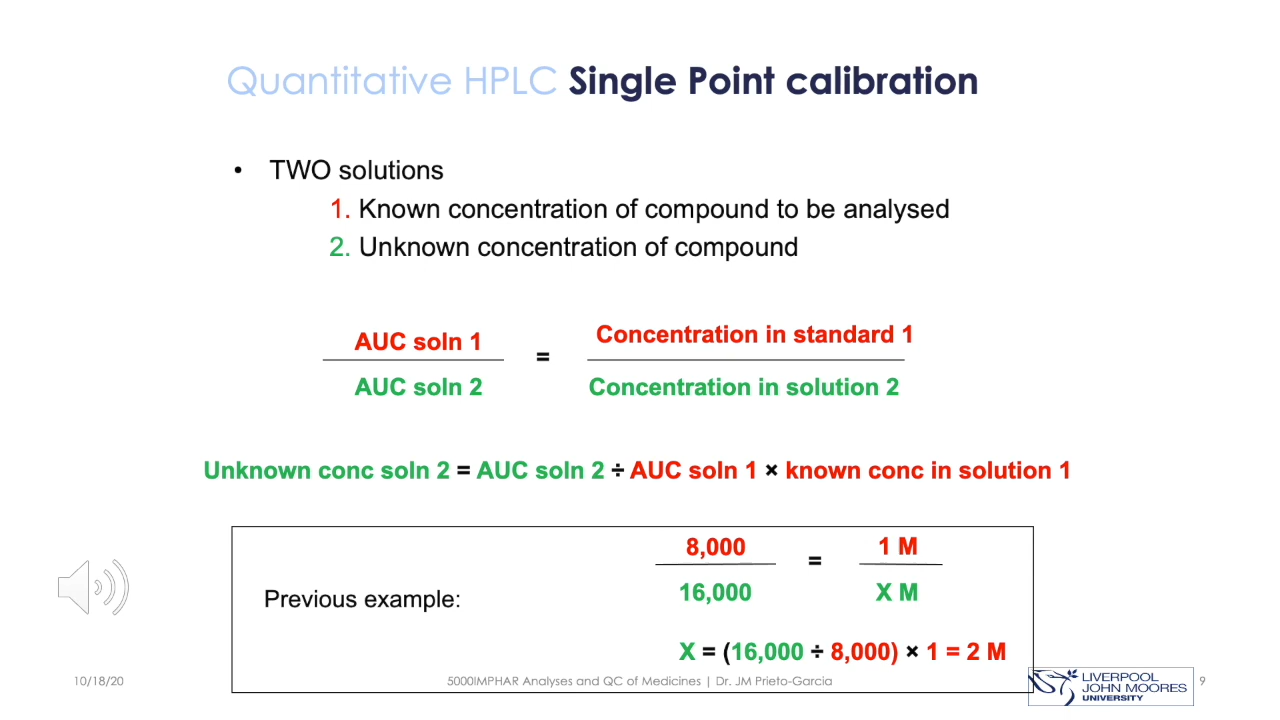 Quantitative HPLC Single Point calibration
• TWO solutions
1. Known concentration of compound to be analysed
2. Unknown concentration of compound
AUC soln 1
AUC soln 2
=
Concentration in standard 1
Concentration in solution 2
Unknown conc soln 2 = AUC soln 2 ÷ AUC soln 1 × known conc in solution 1
Previous example:
8,000
16,000
=
1 M
X M
X = (16,000 ÷ 8,000) × 1 = 2 M
10/18/20
5000IMPHAR Analyses and QC of Medicines | Dr. JM Prieto-Garcia
LIVERPOOL
JOHN MOORES
UNIVERSITY
9